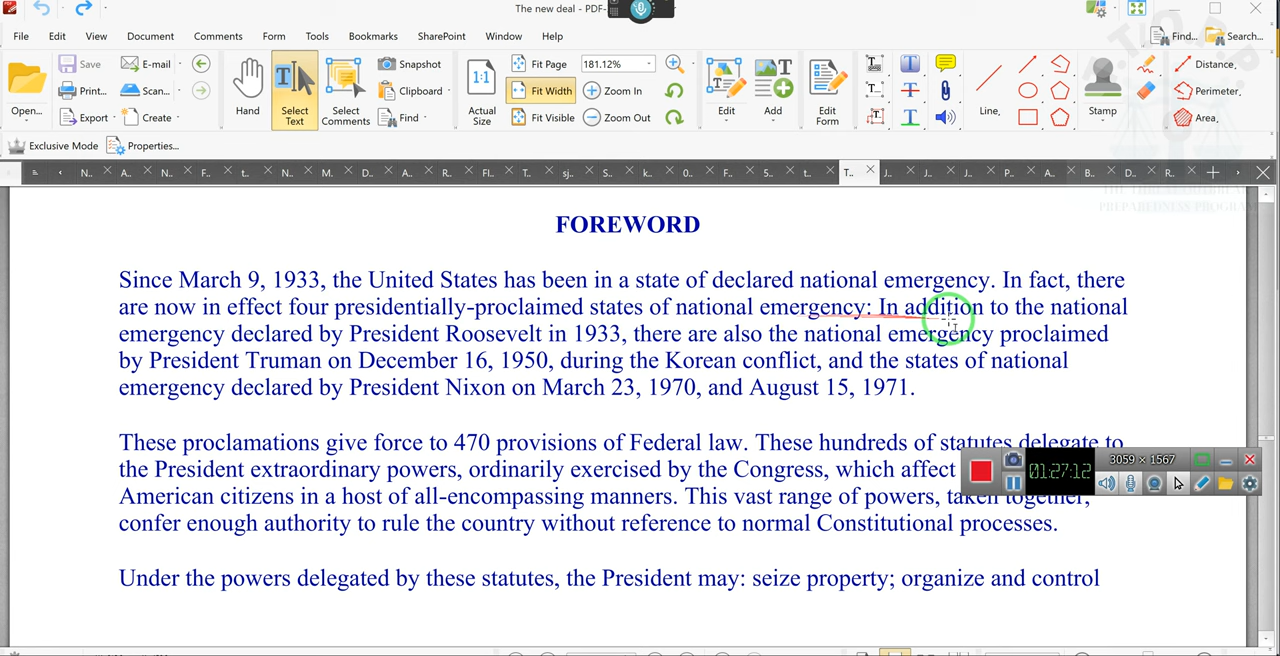 The new deal - PDF-
File Edit View Document Comments Form Tools Bookmarks SharePoint Window Help Find... Search...
Open... Save E-mail
Print... Scan...
Export Create
Hand Select Text Select Comments Snapshot
Clipboard
Find
1:1 Actual Size Fit Page 181.12%
Fit Width Zoom In
Fit Visible Zoom Out
Edit Add Edit Form Line, Stamp Distance,
Perimeter,
Area,
Exclusive Mode Properties...
N.. A.. N.. F.. t... N.. M. D.. A.. R.. Fl.. T.. sj.. S.. k... 0.. F.. 5.. t... T.. J.. J.. J.. P.. A.. B.. D.. R..
PREPAREDNESS PROGRAM
FOREWORD
Since March 9, 1933, the United States has been in a state of declared national emergency. In fact, there
are now in effect four presidentially-proclaimed states of national emergency: In addition to the national
emergency declared by President Roosevelt in 1933, there are also the national emergency proclaimed
by President Truman on December 16, 1950, during the Korean conflict, and the states of national
emergency declared by President Nixon on March 23, 1970, and August 15, 1971.
These proclamations give force to 470 provisions of Federal law. These hundreds of statutes delegate to
the President extraordinary powers, ordinarily exercised by the Congress, which affect
American citizens in a host of all-encompassing manners. This vast range of powers, taken together,
confer enough authority to rule the country without reference to normal Constitutional processes.
Under the powers delegated by these statutes, the President may: seize property; organize and control
3059 × 1567
01:27:12